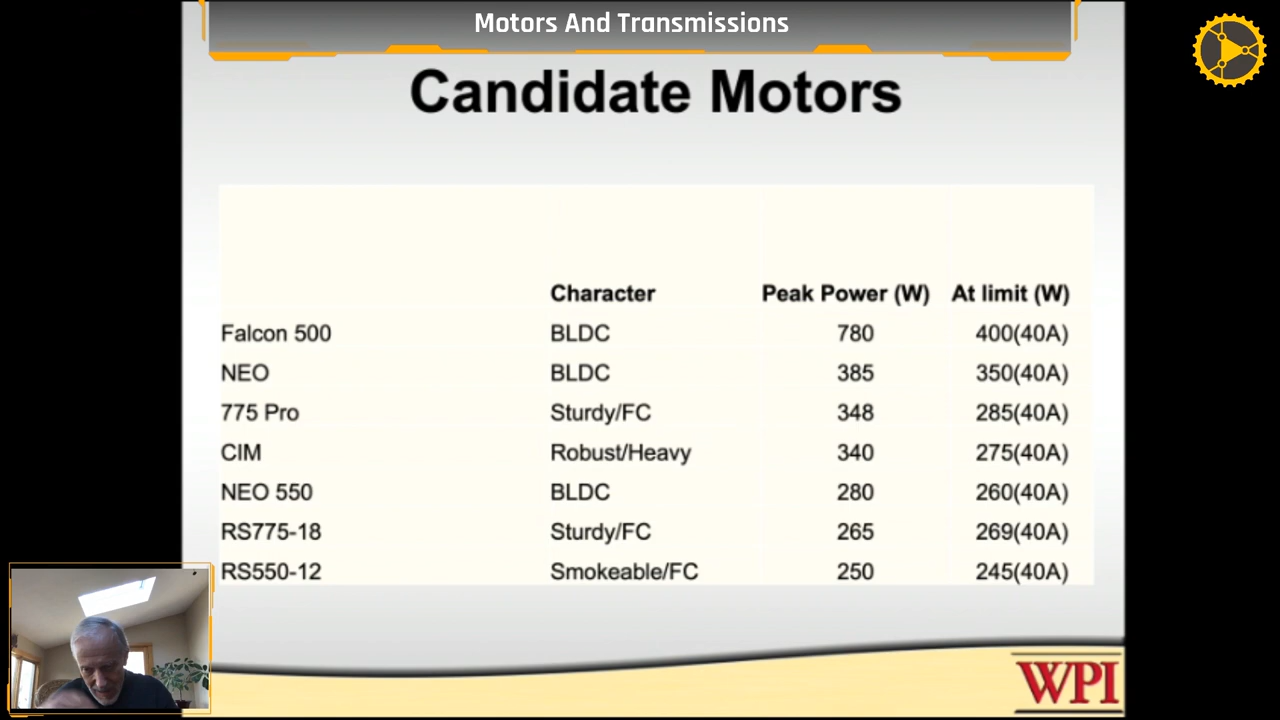 Motors And Transmissions
Candidate Motors
Character Peak Power (W) At limit (W)
Falcon 500 BLDC 780 400(40A)
NEO BLDC 385 350(40A)
775 Pro Sturdy/FC 348 285(40A)
CIM Robust/Heavy 340 275(40A)
NEO 550 BLDC 280 260(40A)
RS775-18 Sturdy/FC 265 269(40A)
RS550-12 Smokeable/FC 250 245(40A)
WPI